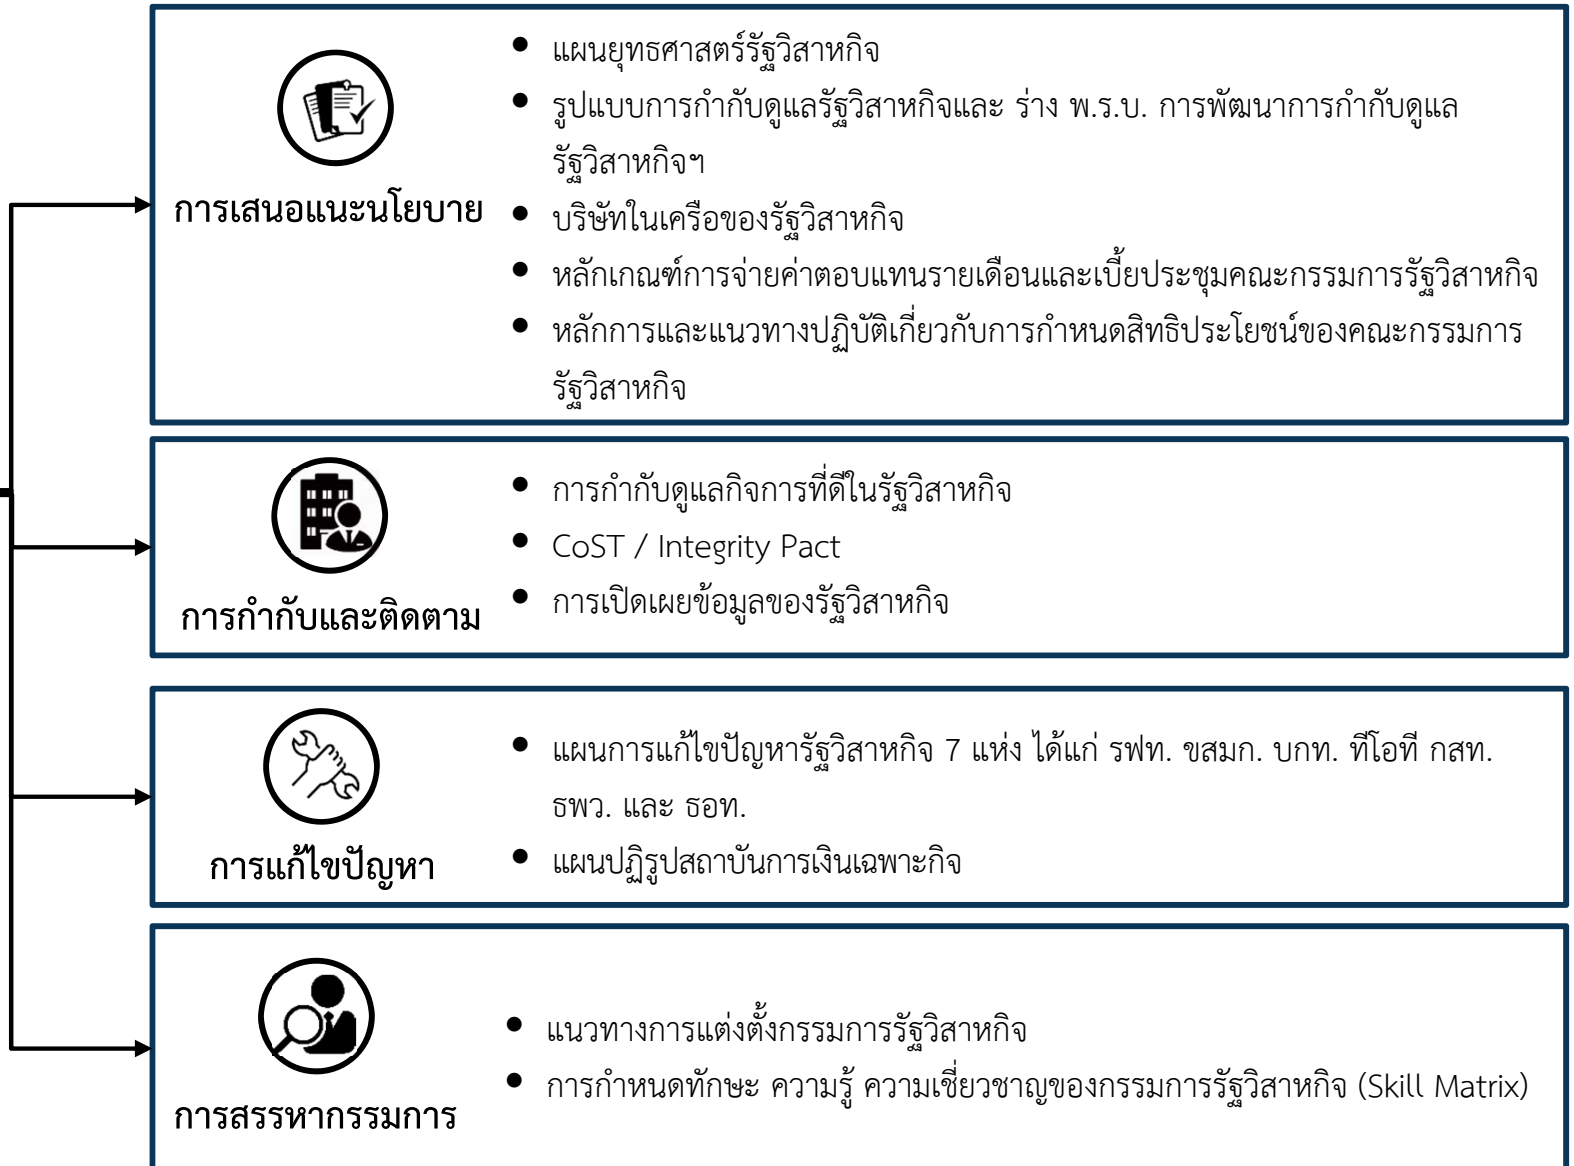 การเสนอแนะนโยบาย
● แผนยุทธศาสตร์รัฐวิสาหกิจ
● รูปแบบการกำกับดูแลรัฐวิสาหกิจและ ร่าง พ.ร.บ. การพัฒนาการกำกับดูแล
รัฐวิสาหกิจฯ
● บริษัทในเครือของรัฐวิสาหกิจ
● หลักเกณฑ์การจ่ายค่าตอบแทนรายเดือนและเบี้ยประชุมคณะกรรมการรัฐวิสาหกิจ
● หลักการและแนวทางปฏิบัติเกี่ยวกับการกำหนดสิทธิประโยชน์ของคณะกรรมการ
รัฐวิสาหกิจ
การกำกับและติดตาม
● การกำกับดูแลกิจการที่ดีในรัฐวิสาหกิจ
● CoST / Integrity Pact
● การเปิดเผยข้อมูลของรัฐวิสาหกิจ
การแก้ไขปัญหา
● แผนการแก้ไขปัญหารัฐวิสาหกิจ 7 แห่ง ได้แก่ รฟท. ขสมก. บกท. ทีโอที กสท.
ธพว. และ ธอท.
● แผนปฏิรูปสถาบันการเงินเฉพาะกิจ
การสรรหากรรมการ
● แนวทางการแต่งตั้งกรรมการรัฐวิสาหกิจ
● การกำหนดทักษะ ความรู้ ความเชี่ยวชาญของกรรมการรัฐวิสาหกิจ (Skill Matrix)